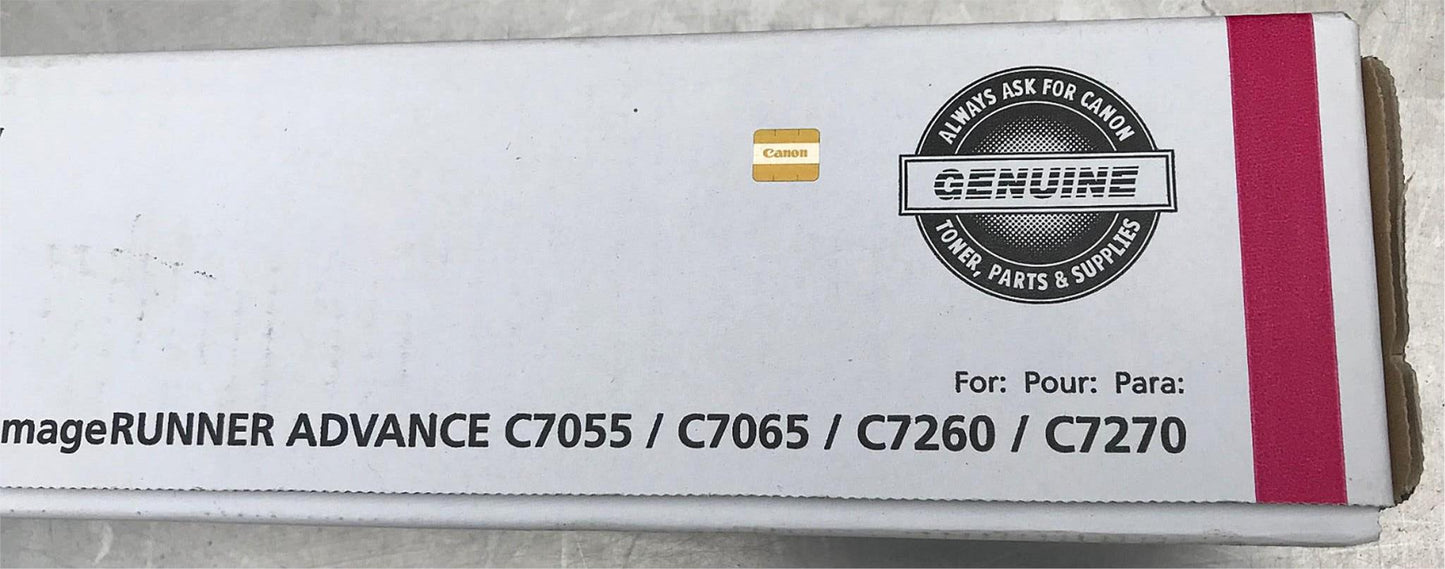 Canon
ALWAYS ASK FOR CANON
GENUINE
TONER, PARTS & SUPPLIES
For: Pour: Para:
mageRUNNER ADVANCE C7055 / C7065 / C7260 / C7270